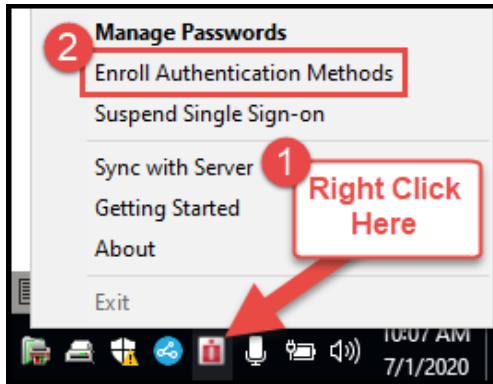 Manage Passwords
2
Enroll Authentication Methods
Suspend Single Sign-on
Sync with Server
1
Right Click
Here
Getting Started
About
Exit
10:07 AM
7/1/2020